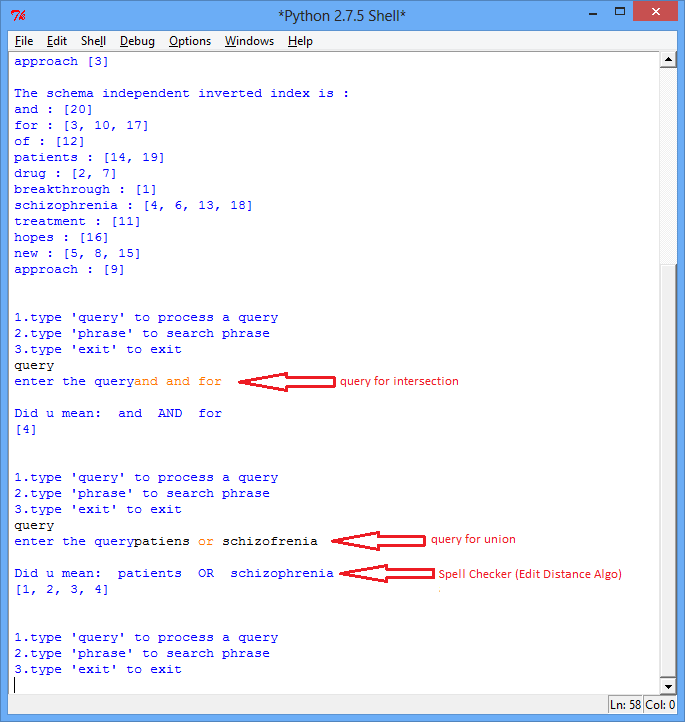 *Python 2.7.5 Shell*
File Edit Shell Debug Options Windows Help
approach [3]
The schema independent inverted index is :
and : [20]
for : [3, 10, 17]
of : [12]
patients : [14, 19]
drug : [2, 7]
breakthrough : [1]
schizophrenia : [4, 6, 13, 18]
treatment : [11]
hopes : [16]
new : [5, 8, 15]
approach : [9]
1.type 'query' to process a query
2.type 'phrase' to search phrase
3.type 'exit' to exit
query
enter the queryand and for query for intersection
Did u mean: and AND for
[4]
1.type 'query' to process a query
2.type 'phrase' to search phrase
3.type 'exit' to exit
query
enter the querypatiens or schizofrenia query for union
Did u mean: patients OR schizophrenia Spell Checker (Edit Distance Algo)
[1, 2, 3, 4]
1.type 'query' to process a query
2.type 'phrase' to search phrase
3.type 'exit' to exit
Ln: 58 Col: 0